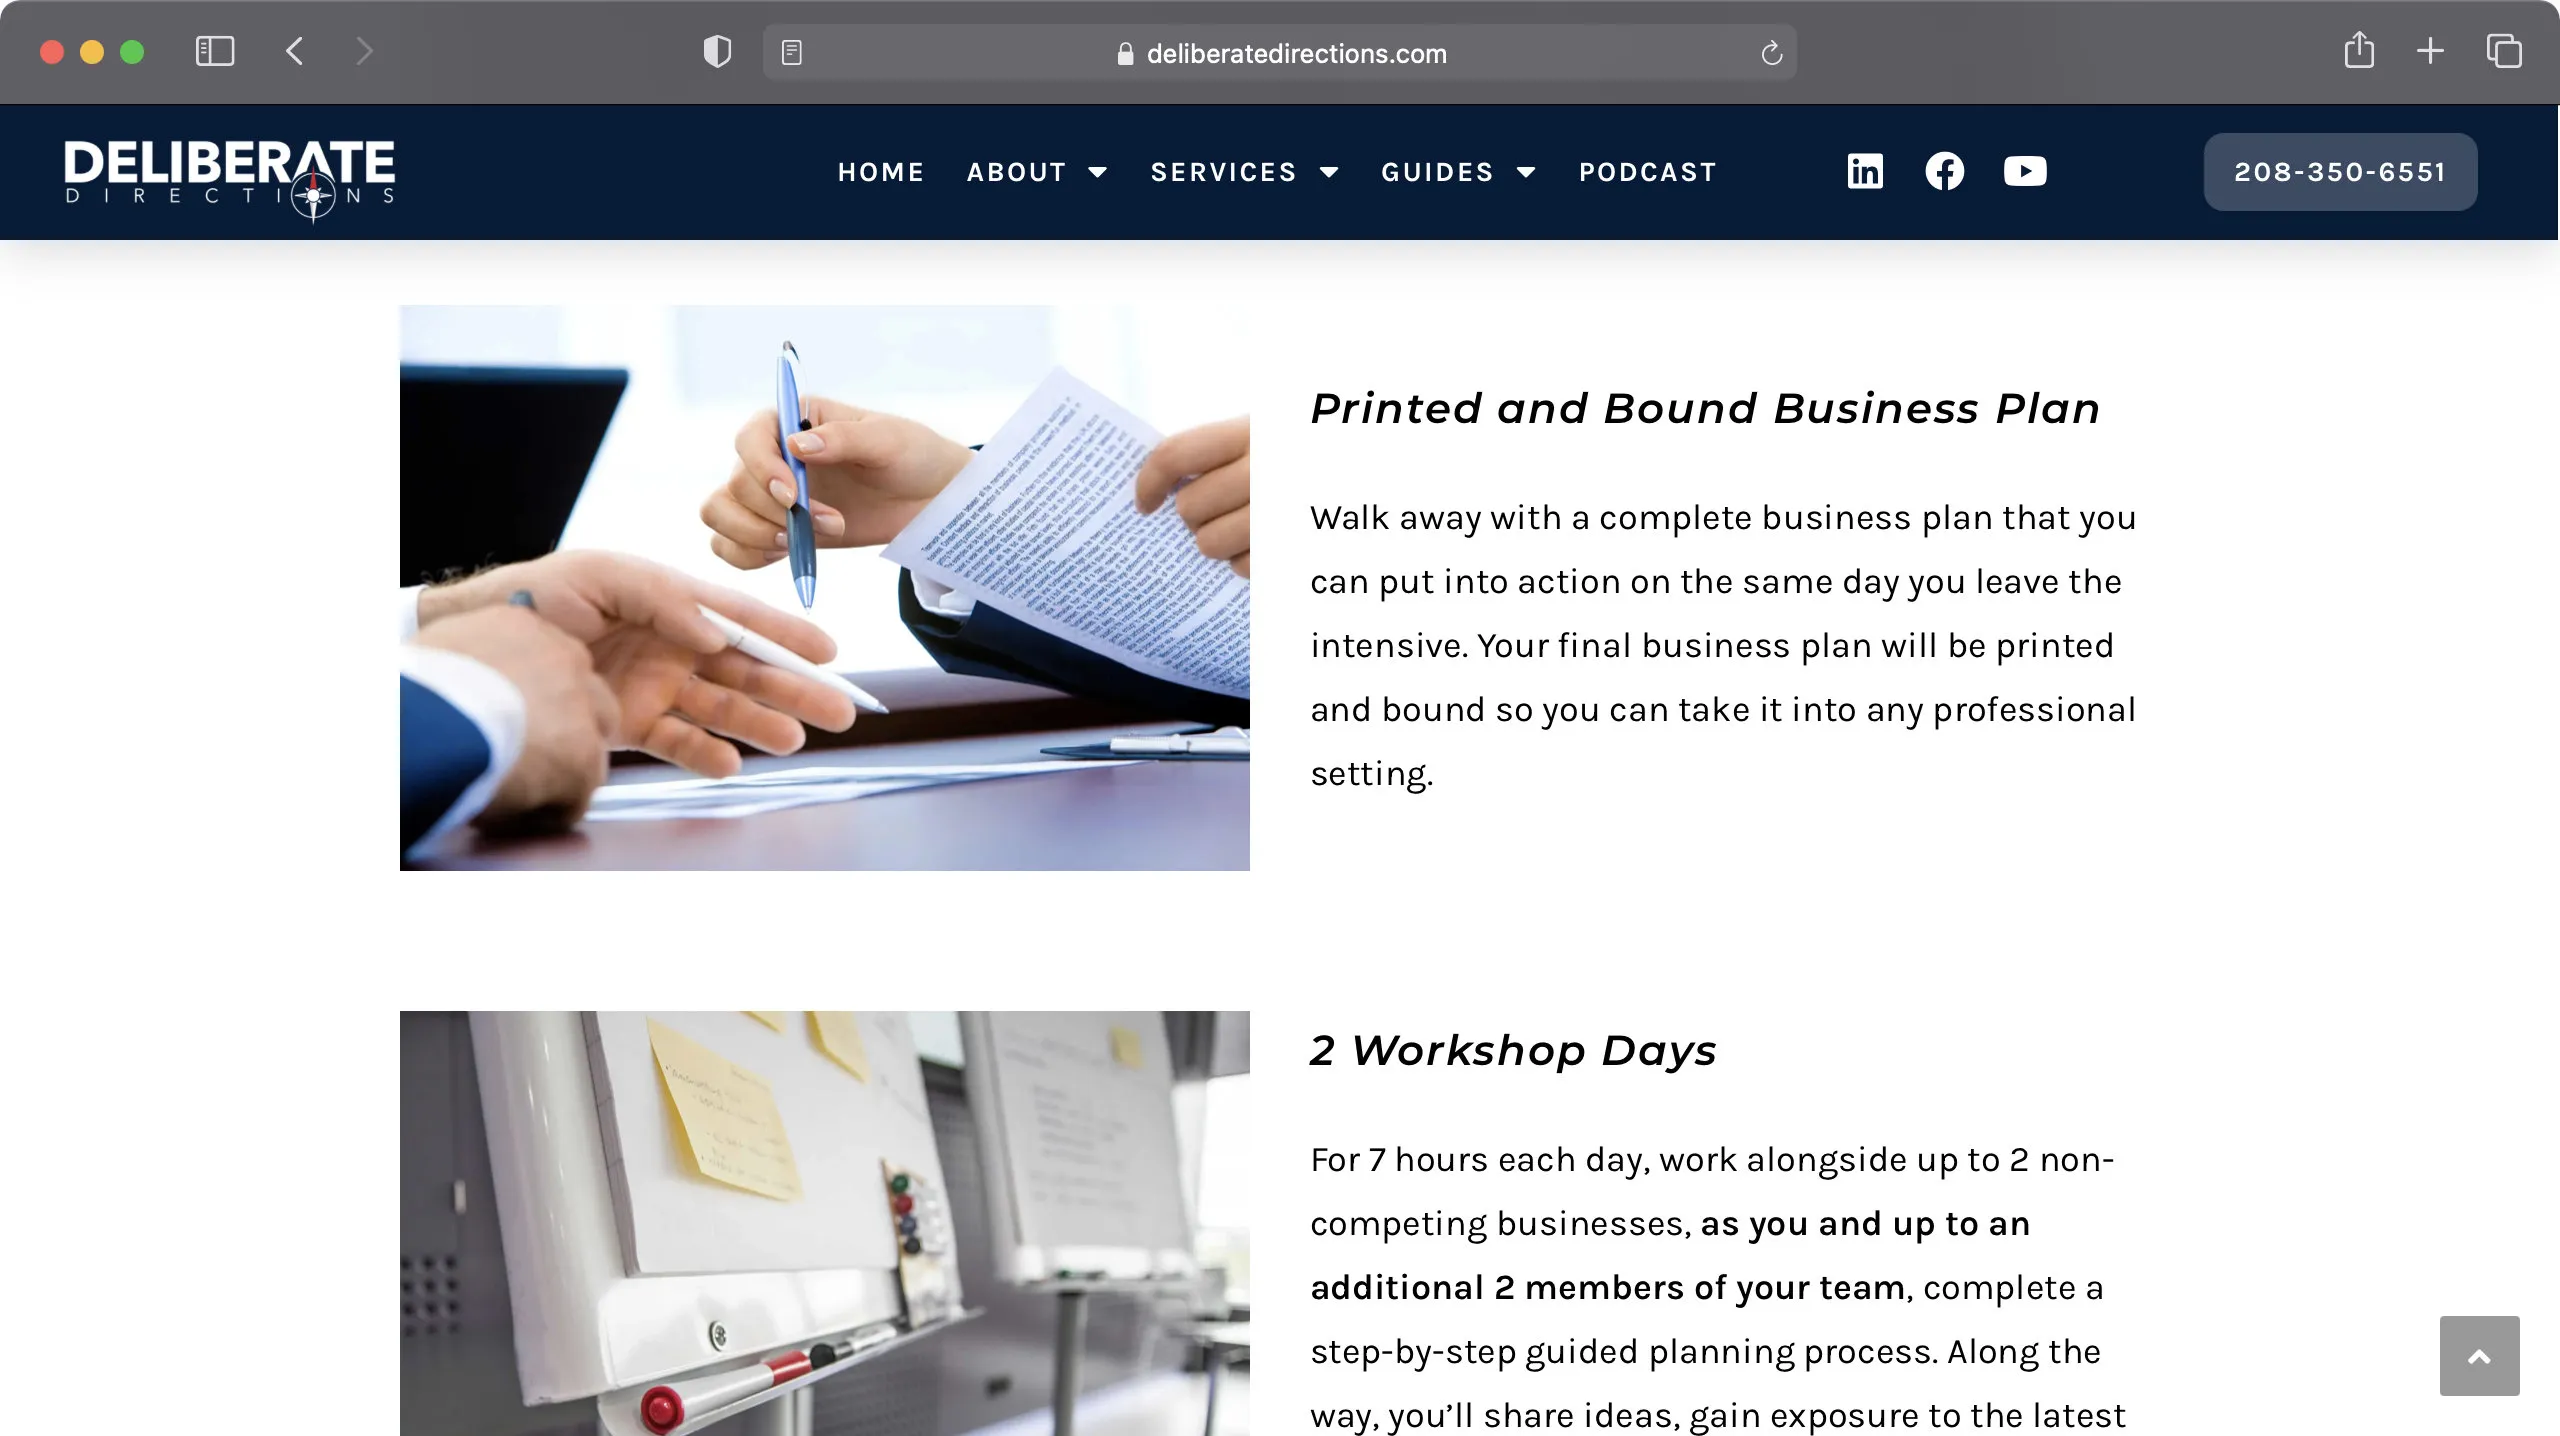 deliberatedirections.com
DELIBERATE
DIRECTIONS
HOME ABOUT SERVICES GUIDES PODCAST
208-350-6551
Printed and Bound Business Plan
Walk away with a complete business plan that you
can put into action on the same day you leave the
intensive. Your final business plan will be printed
and bound so you can take it into any professional
setting.
2 Workshop Days
For 7 hours each day, work alongside up to 2 non-
competing businesses, as you and up to an
additional 2 members of your team, complete a
step-by-step guided planning process. Along the
way, you’ll share ideas, gain exposure to the latest